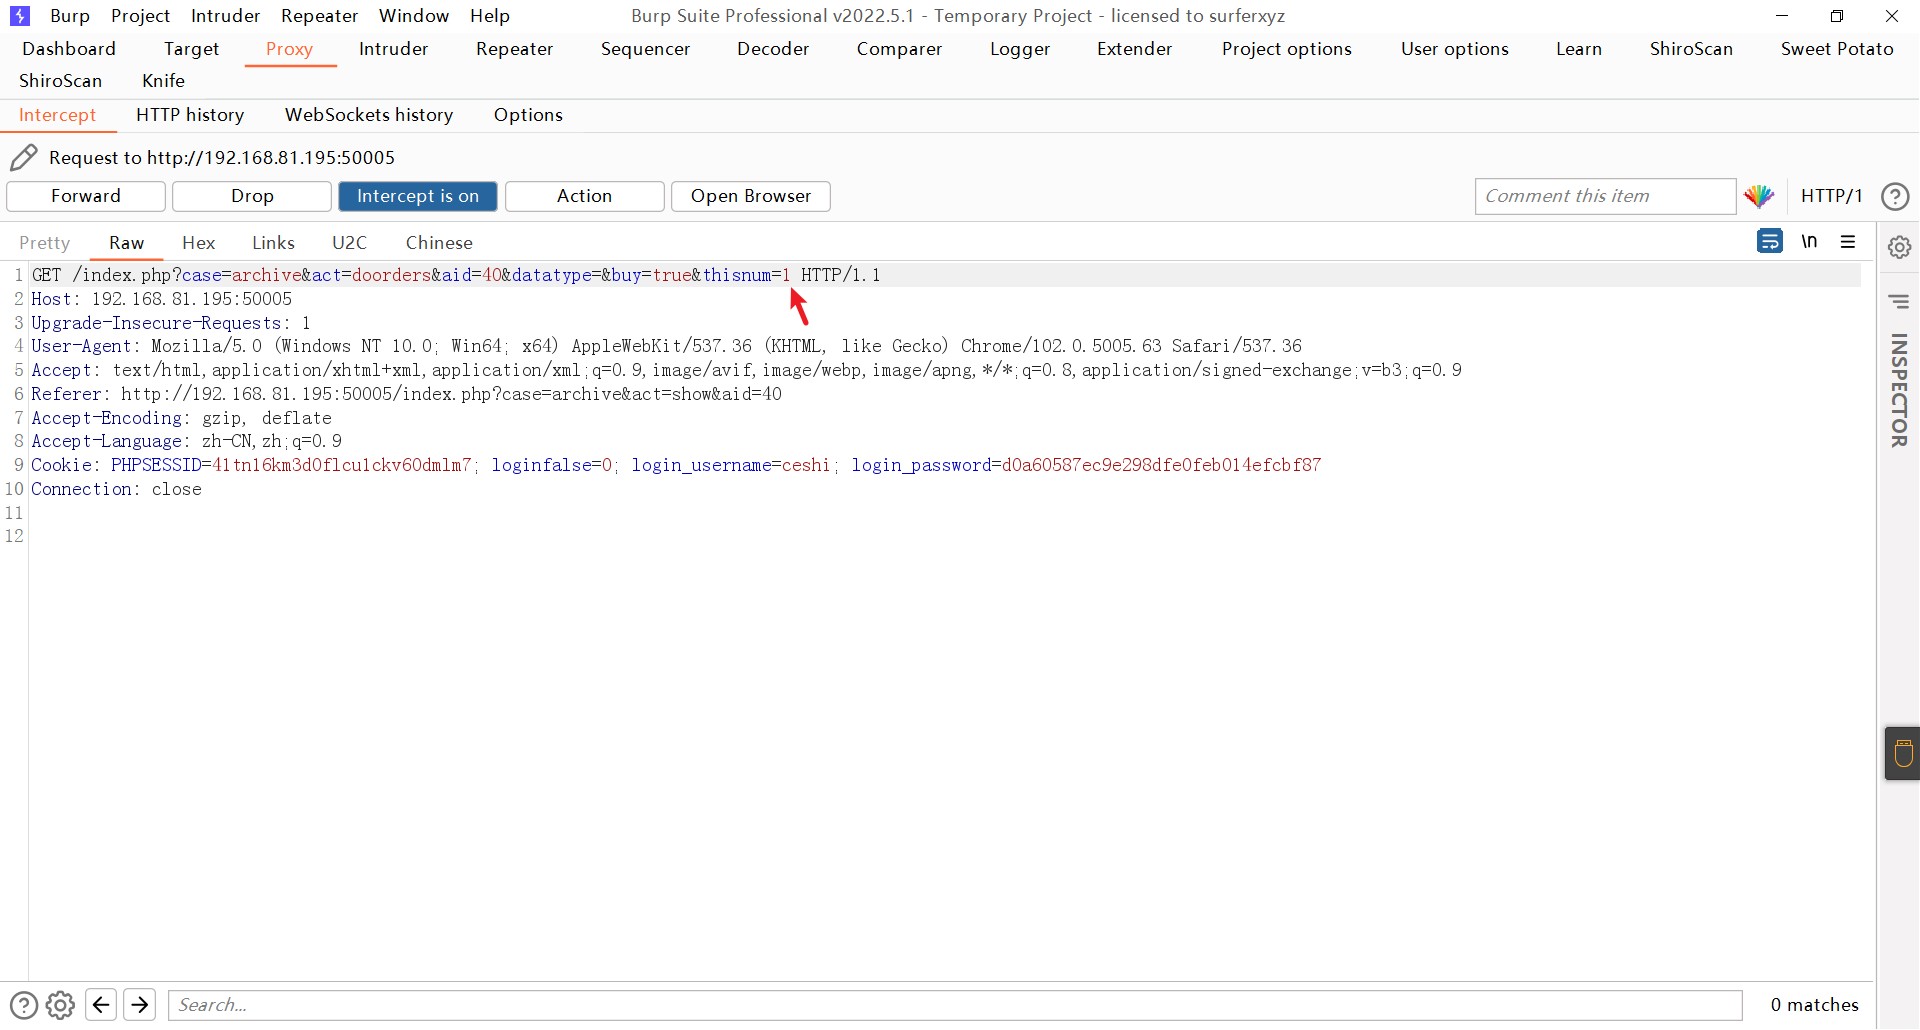 Burp Project Intruder Repeater Window Help Burp Suite Professional v2022.5.1 - Temporary Project - licensed to surferxyz
Dashboard Target Proxy Intruder Repeater Sequencer Decoder Comparer Logger Extender Project options User options Learn ShiroScan Sweet Potato
ShiroScan Knife
Intercept HTTP history WebSockets history Options
Request to http://192.168.81.195:50005
Forward Drop Intercept is on Action Open Browser Comment this item HTTP/1 ?
Pretty Raw Hex Links U2C Chinese \n
1 GET /index.php?case=archive&act=doorders&aid=40&datatype=&buy=true&thisnum=1 HTTP/1.1
2 Host: 192.168.81.195:50005
3 Upgrade-Insecure-Requests: 1
4 User-Agent: Mozilla/5.0 (Windows NT 10.0; Win64; x64) AppleWebKit/537.36 (KHTML, like Gecko) Chrome/102.0.5005.63 Safari/537.36
5 Accept: text/html,application/xhtml+xml,application/xml;q=0.9,image/avif,image/webp,image/apng,*/*;q=0.8,application/signed-exchange;v=b3;q=0.9
6 Referer: http://192.168.81.195:50005/index.php?case=archive&act=show&aid=40
7 Accept-Encoding: gzip, deflate
8 Accept-Language: zh-CN,zh;q=0.9
9 Cookie: PHPSESSID=41tn16km3d0flcu1ckv60dmlm7; loginfalse=0; login_username=ceshi; login_password=d0a60587ec9e298dfe0feb014efcbf87
10 Connection: close
11
12
INSPECTOR
? Search... 0 matches